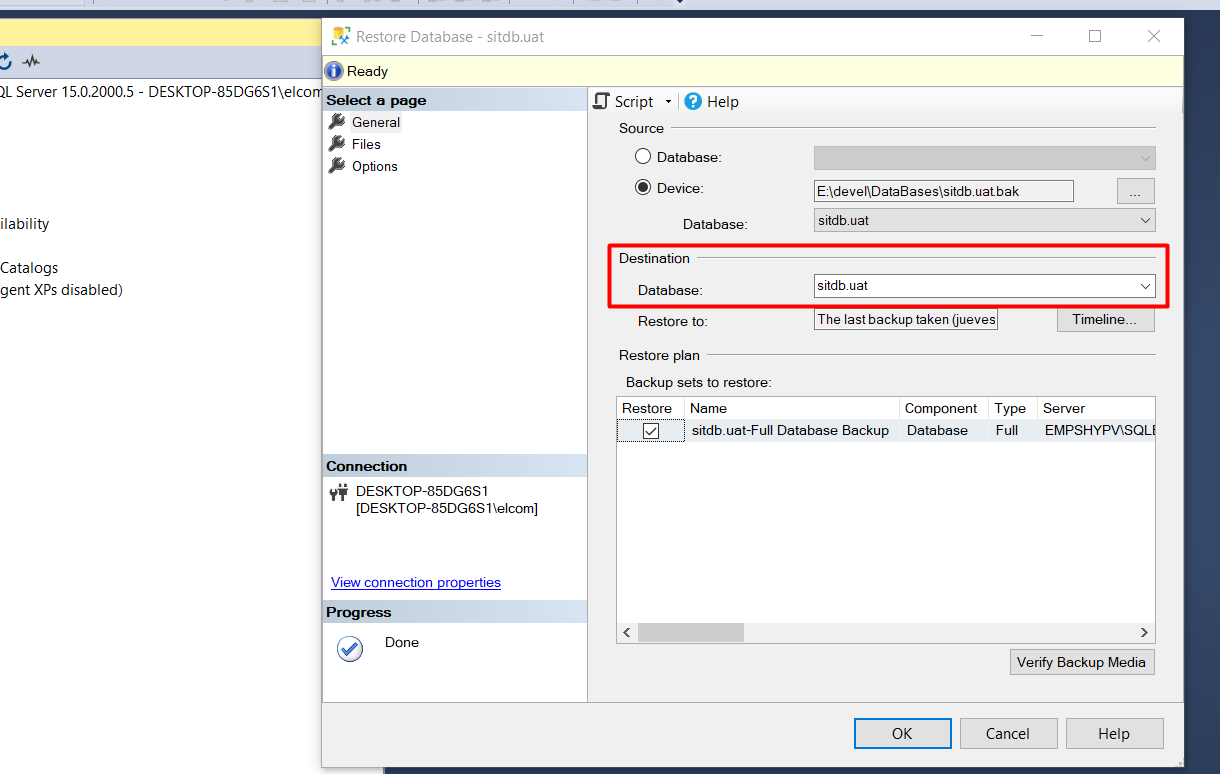 Restore Database - sitdb.uat
Ready
QL Server 15.0.2000.5 - DESKTOP-85DG6S1\elcom
ilability
Catalogs
gent XPs disabled)
Select a page
General
Files
Options
Connection
DESKTOP-85DG6S1
[DESKTOP-85DG6S1\elcom]
View connection properties
Progress
Done
Script Help
Source
Database:
Device: E:\devel\DataBases\sitdb.uat.bak ...
Database: sitdb.uat
Destination
Database: sitdb.uat
Restore to: The last backup taken (jueves Timeline...
Restore plan
Backup sets to restore:
Restore Name Component Type Server
sitdb.uat-Full Database Backup Database Full EMPSHYPV\SQLE
Verify Backup Media
OK Cancel Help